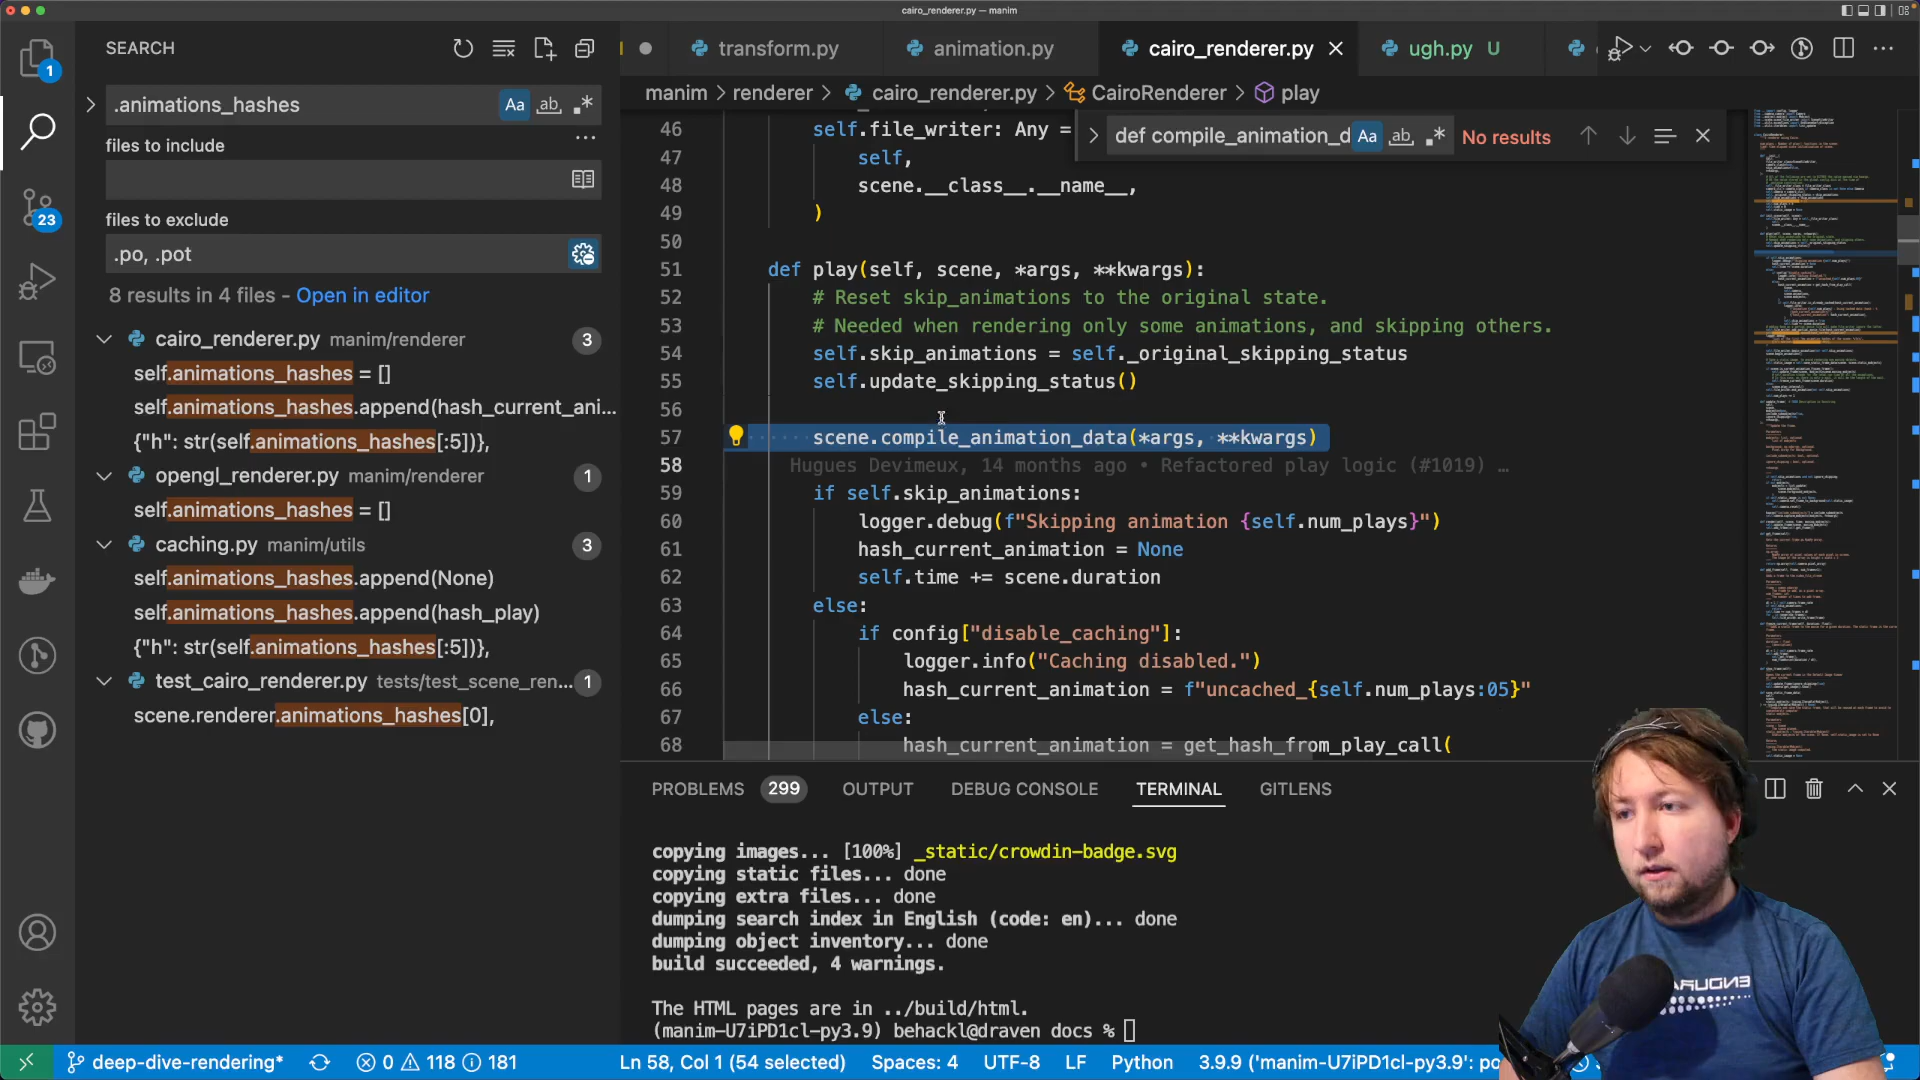 cairo_renderer.py — manim
SEARCH
transform.py
animation.py
cairo_renderer.py
ugh.py U
1
.animations_hashes
Aa
ab
files to include
files to exclude
.po, .pot
8 results in 4 files - Open in editor
cairo_renderer.py manim/renderer 3
self.animations_hashes = []
self.animations_hashes.append(hash_current_ani...
{"h": str(self.animations_hashes[:5])},
opengl_renderer.py manim/renderer 1
self.animations_hashes = []
caching.py manim/utils 3
self.animations_hashes.append(None)
self.animations_hashes.append(hash_play)
{"h": str(self.animations_hashes[:5])},
test_cairo_renderer.py tests/test_scene_ren... 1
scene.renderer.animations_hashes[0],
23
manim > renderer > cairo_renderer.py > CairoRenderer > play
def compile_animation_d Aa ab No results
46 self.file_writer: Any =
47 self,
48 scene.__class__.__name__,
49 )
50
51 def play(self, scene, *args, **kwargs):
52 # Reset skip_animations to the original state.
53 # Needed when rendering only some animations, and skipping others.
54 self.skip_animations = self._original_skipping_status
55 self.update_skipping_status()
56
57 scene.compile_animation_data(*args, **kwargs)
58 Hugues Devimeux, 14 months ago • Refactored play logic (#1019) …
59 if self.skip_animations:
60 logger.debug(f"Skipping animation {self.num_plays}")
61 hash_current_animation = None
62 self.time += scene.duration
63 else:
64 if config["disable_caching"]:
65 logger.info("Caching disabled.")
66 hash_current_animation = f"uncached_{self.num_plays:05}"
67 else:
68 hash_current_animation = get_hash_from_play_call(
PROBLEMS 299 OUTPUT DEBUG CONSOLE TERMINAL GITLENS
copying images... [100%] _static/crowdin-badge.svg
copying static files... done
copying extra files... done
dumping search index in English (code: en)... done
dumping object inventory... done
build succeeded, 4 warnings.
The HTML pages are in ../build/html.
(manim-U7iPD1cl-py3.9) behackl@draven docs %
deep-dive-rendering* 0 118 181 Ln 58, Col 1 (54 selected) Spaces: 4 UTF-8 LF Python 3.9.9 ('manim-U7iPD1cl-py3.9': po